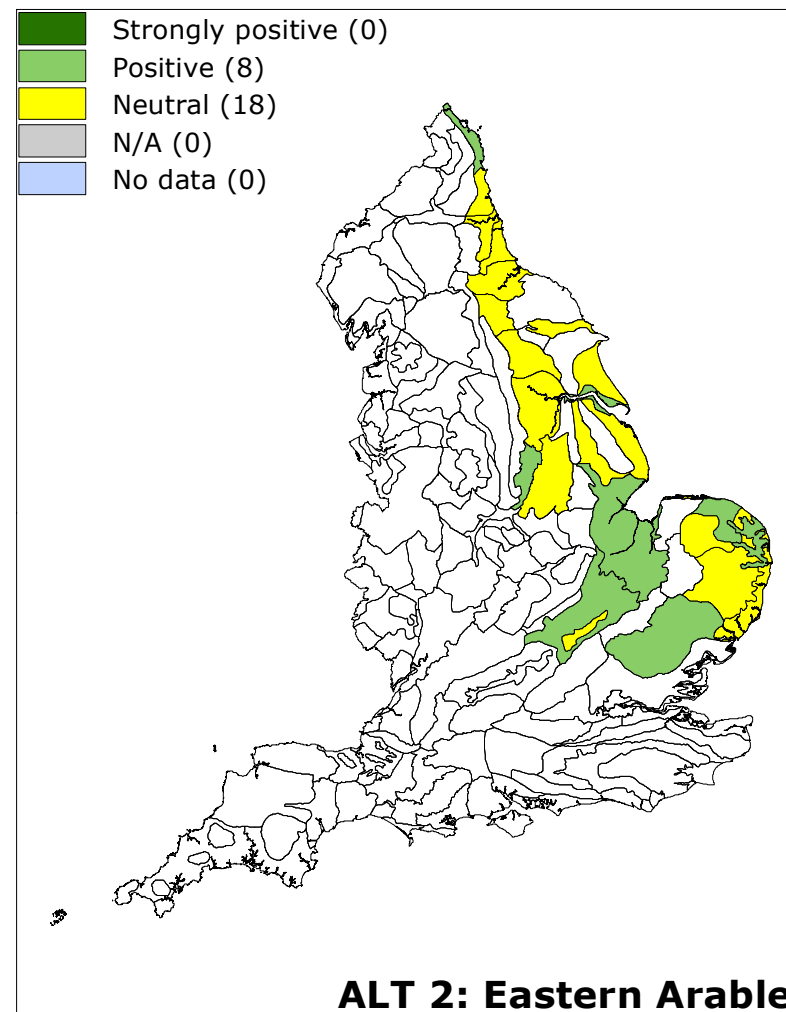 Strongly positive (0)
Positive (8)
Neutral (18)
N/A (0)
No data (0)
ALT 2: Eastern Arable